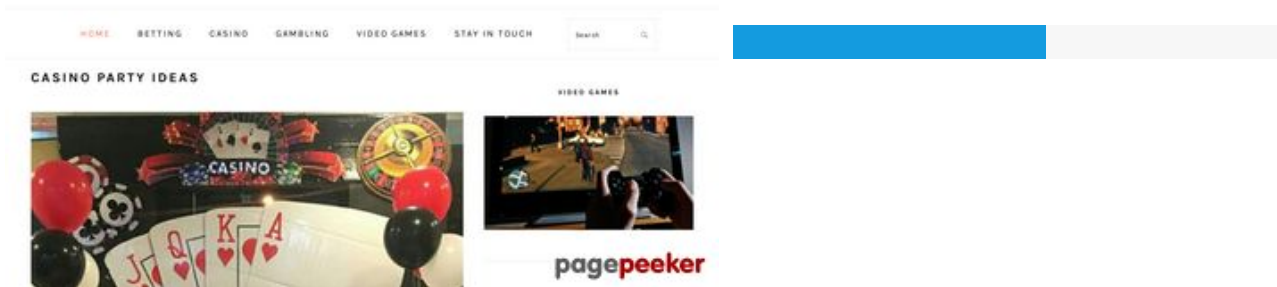 HOME BETTING CASINO GAMBLING VIDEO GAMES STAY IN TOUCH Search
CASINO PARTY IDEAS
VIDEO GAMES
CASINO
J Q K A
pagepeeker